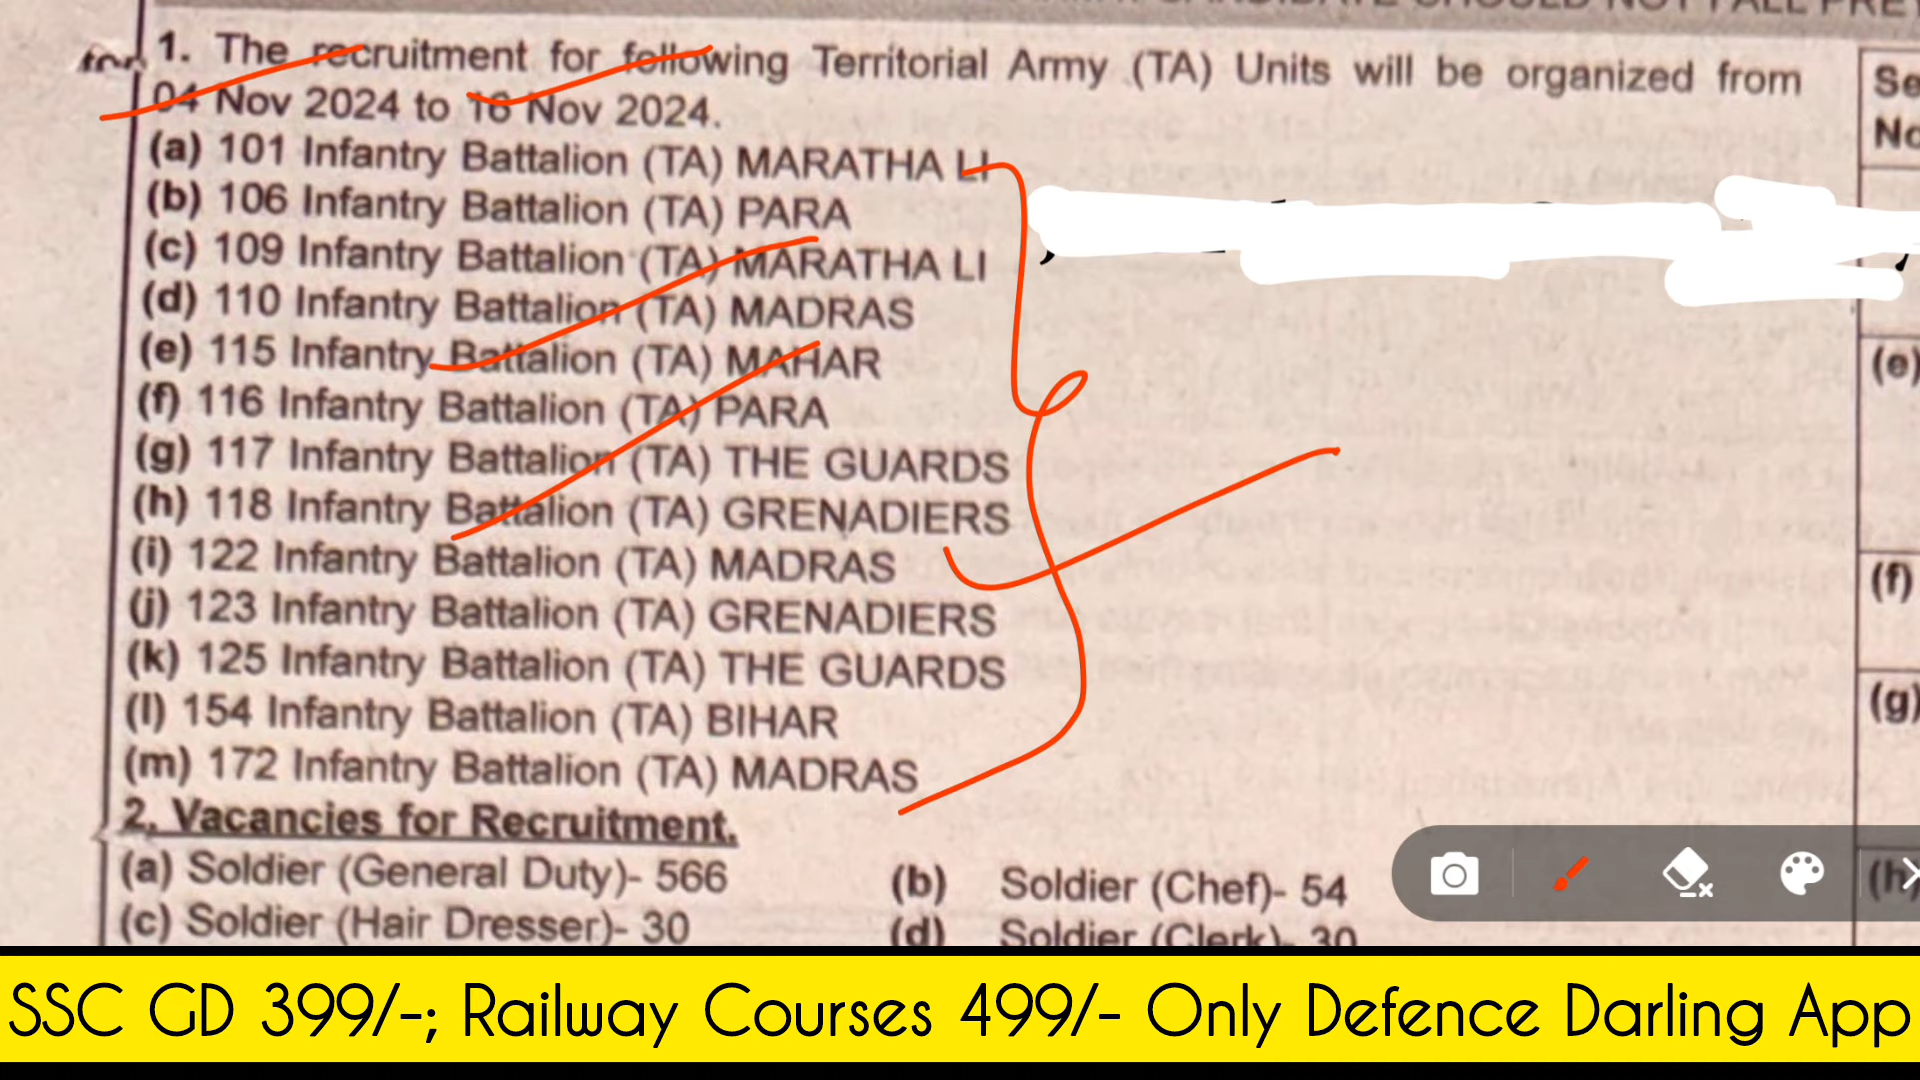 1. The recruitment for following Territorial Army (TA) Units will be organized from
04 Nov 2024 to 16 Nov 2024.
(a) 101 Infantry Battalion (TA) MARATHA LI
(b) 106 Infantry Battalion (TA) PARA
(c) 109 Infantry Battalion (TA) MARATHA LI
(d) 110 Infantry Battalion (TA) MADRAS
(e) 115 Infantry Battalion (TA) MAHAR
(f) 116 Infantry Battalion (TA) PARA
(g) 117 Infantry Battalion (TA) THE GUARDS
(h) 118 Infantry Battalion (TA) GRENADIERS
(i) 122 Infantry Battalion (TA) MADRAS
(j) 123 Infantry Battalion (TA) GRENADIERS
(k) 125 Infantry Battalion (TA) THE GUARDS
(l) 154 Infantry Battalion (TA) BIHAR
(m) 172 Infantry Battalion (TA) MADRAS
2. Vacancies for Recruitment.
(a) Soldier (General Duty)- 566 (b) Soldier (Chef)- 54
(c) Soldier (Hair Dresser)- 30 (d) Soldier (Clerk)- 30
(e)
(f)
(g)
(h)
SSC GD 399/-; Railway Courses 499/- Only Defence Darling App